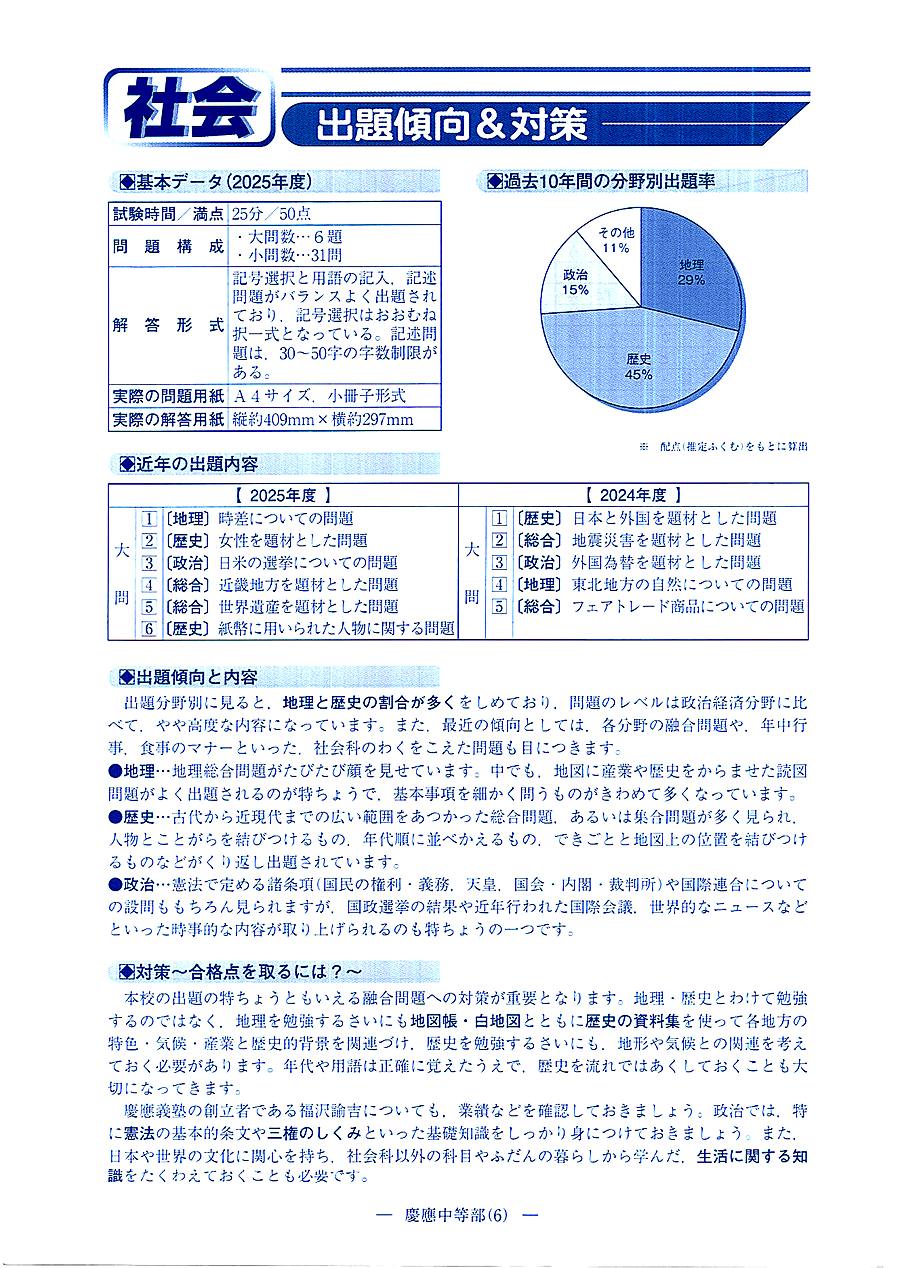 社会
出題傾向&対策
◆基本データ(2025年度)
試験時間/満点 25分/50点
問題構成 ・大問数…6題
・小問数…31問
解答形式 記号選択と用語の記入,記述
問題がバランスよく出題され
ており,記号選択はおおむね
択一式となっている。記述問
題は,30〜50字の字数制限が
ある。
実際の問題用紙 A4サイズ,小冊子形式
実際の解答用紙 縦約409mm×横約297mm
◆過去10年間の分野別出題率
その他
11%
地理
29%
政治
15%
歴史
45%
※ 配点(推定ふくむ)をもとに算出
◆近年の出題内容
【 2025年度 】
大問
1 〔地理〕時差についての問題
2 〔歴史〕女性を題材とした問題
3 〔政治〕日米の選挙についての問題
4 〔総合〕近畿地方を題材とした問題
5 〔総合〕世界遺産を題材とした問題
6 〔歴史〕紙幣に用いられた人物に関する問題
【 2024年度 】
大問
1 〔歴史〕日本と外国を題材とした問題
2 〔総合〕地震災害を題材とした問題
3 〔政治〕外国為替を題材とした問題
4 〔地理〕東北地方の自然についての問題
5 〔総合〕フェアトレード商品についての問題
◆出題傾向と内容
出題分野別に見ると,地理と歴史の割合が多くをしめており,問題のレベルは政治経済分野に比
べて,やや高度な内容になっています。また,最近の傾向としては,各分野の融合問題や,年中行
事,食事のマナーといった,社会科のわくをこえた問題も目につきます。
●地理…地理総合問題がたびたび顔を見せています。中でも,地図に産業や歴史をからませた読図
問題がよく出題されるのが特ちょうで,基本事項を細かく問うものがきわめて多くなっています。
●歴史…古代から近現代までの広い範囲をあつかった総合問題,あるいは集合問題が多く見られ,
人物とことがらを結びつけるもの,年代順に並べかえるもの,できごとと地図上の位置を結びつけ
るものなどがくり返し出題されています。
●政治…憲法で定める諸条項(国民の権利・義務,天皇,国会・内閣・裁判所)や国際連合について
の設問ももちろん見られますが,国政選挙の結果や近年行われた国際会議,世界的なニュースなど
といった時事的な内容が取り上げられるのも特ちょうの一つです。
◆対策〜合格点を取るには?〜
本校の出題の特ちょうともいえる融合問題への対策が重要となります。地理・歴史とわけて勉強
するのではなく,地理を勉強するさいにも地図帳・白地図とともに歴史の資料集を使って各地方の
特色・気候・産業と歴史的背景を関連づけ,歴史を勉強するさいにも,地形や気候との関連を考え
ておく必要があります。年代や用語は正確に覚えたうえで,歴史を流れではあくしておくことも大
切になってきます。
慶應義塾の創立者である福沢諭吉についても,業績などを確認しておきましょう。政治では,特
に憲法の基本的条文や三権のしくみといった基礎知識をしっかり身につけておきましょう。また,
日本や世界の文化に関心を持ち,社会科以外の科目やふだんの暮らしから学んだ,生活に関する知
識をたくわえておくことも必要です。
― 慶應中等部(6) ―